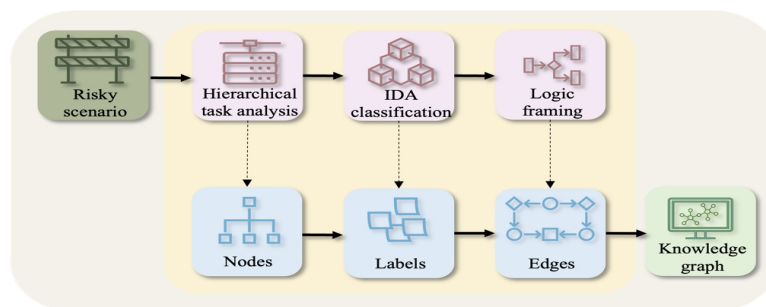 Risky
scenario
Hierarchical
task analysis
IDA
classification
Logic
framing
Nodes
Labels
Edges
Knowledge
graph